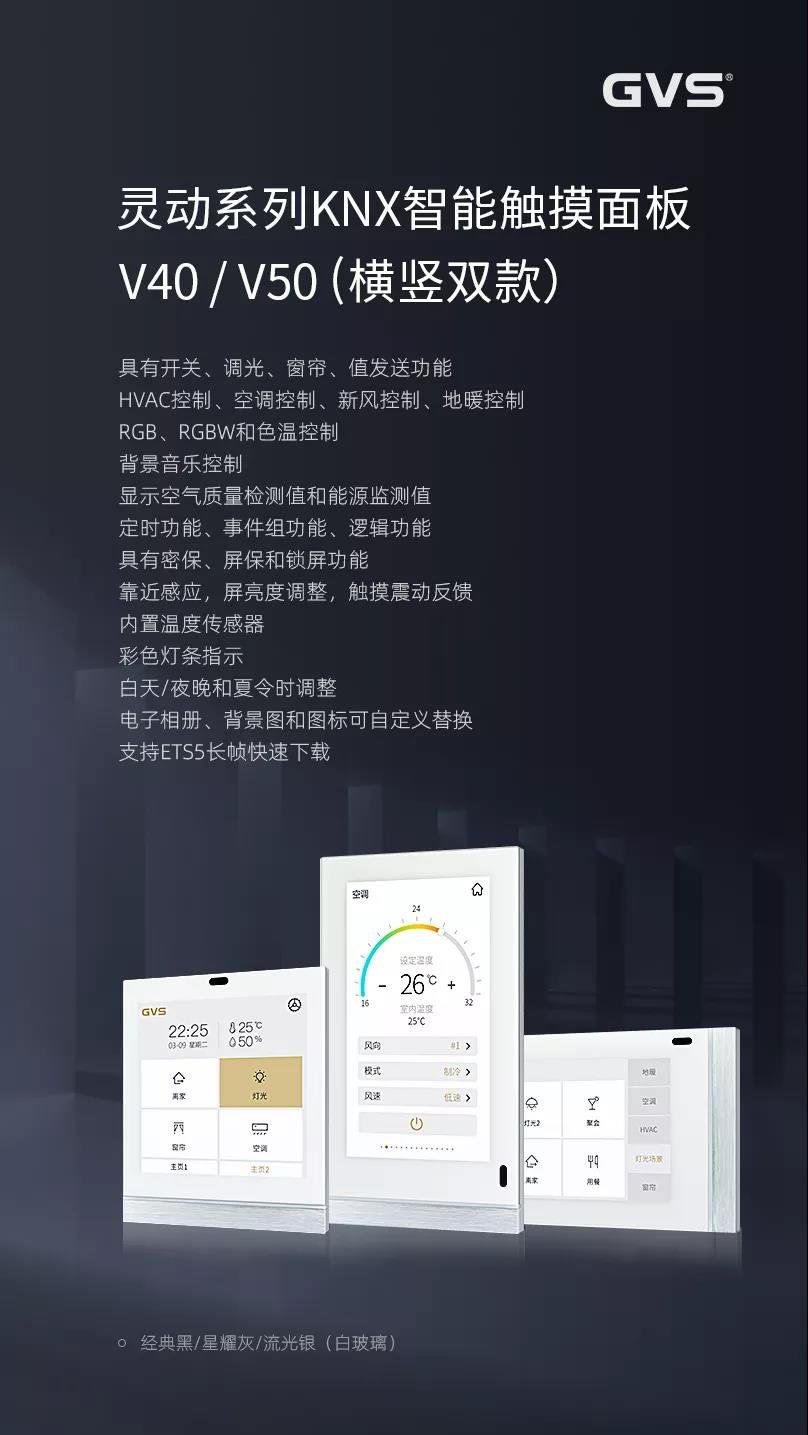 GVS®
灵动系列KNX智能触摸面板
V40 / V50（横竖双款）
具有开关、调光、窗帘、值发送功能
HVAC控制、空调控制、新风控制、地暖控制
RGB、RGBW和色温控制
背景音乐控制
显示空气质量检测值和能源监测值
定时功能、事件组功能、逻辑功能
具有密保、屏保和锁屏功能
靠近感应，屏亮度调整，触摸震动反馈
内置温度传感器
彩色灯条指示
白天/夜晚和夏令时调整
电子相册、背景图和图标可自定义替换
支持ETS5长帧快速下载
GVS
22:25
03-09 星期二
25℃
50%
离家
灯光
窗帘
空调
主页1
主页2
空调
24
设定温度
- 26℃ +
16
32
室内温度
25℃
风向
#1 >
模式
制冷 >
风速
低速 >
灯光2
聚会
离家
用餐
地暖
空调
HVAC
灯光场景
窗帘
经典黑/星耀灰/流光银（白玻璃）